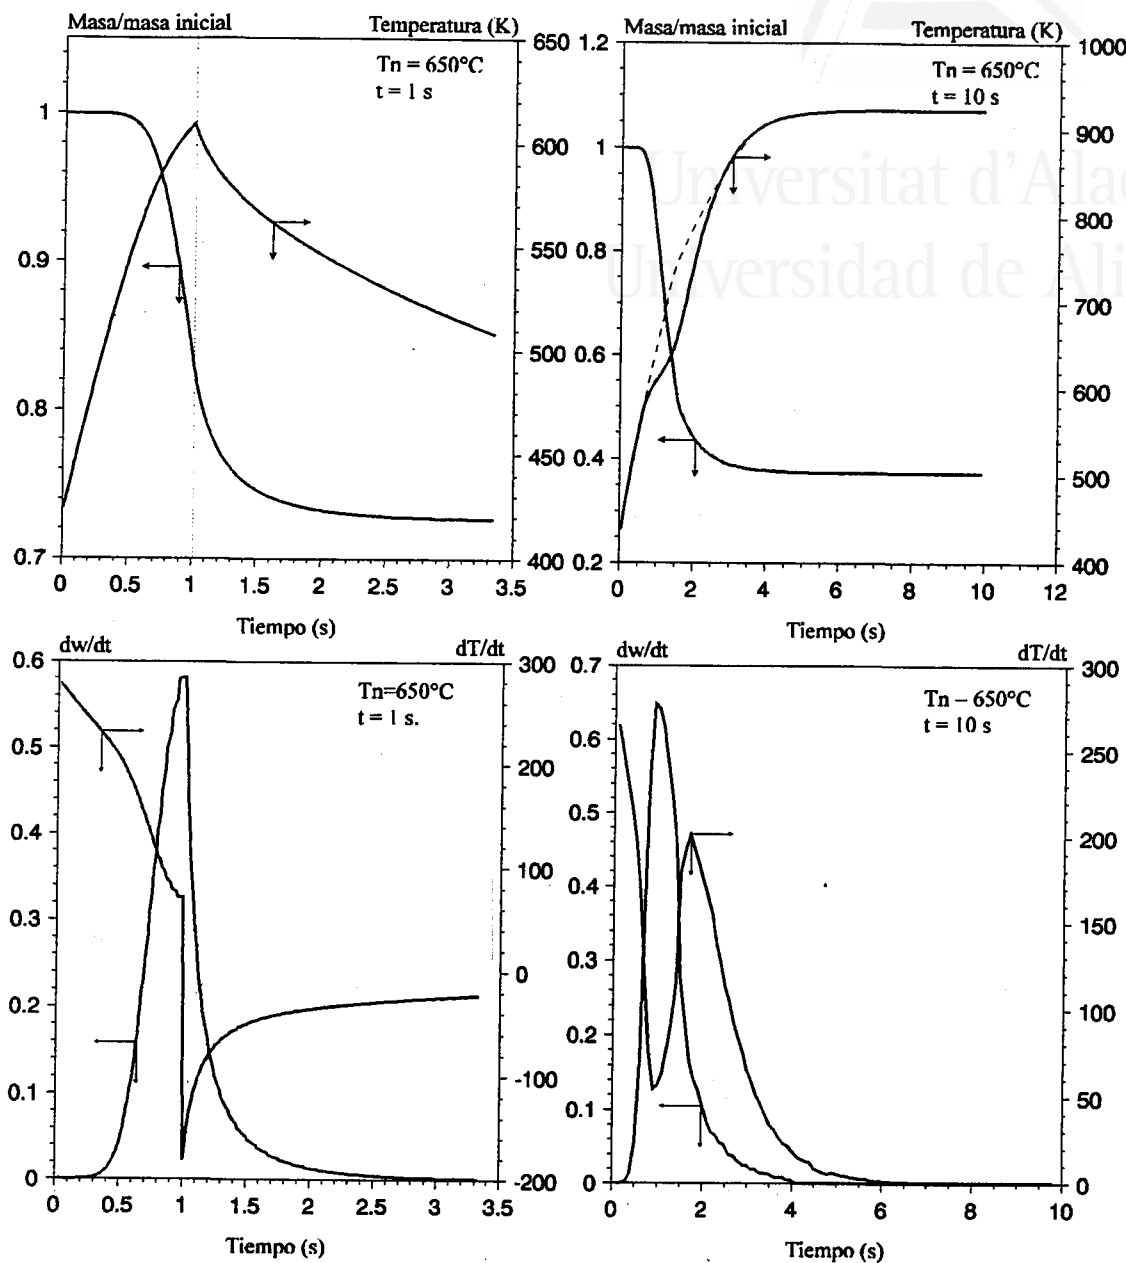 Masa/masa inicial Temperatura (K)
650
Tn = 650°C
t = 1 s
1
600
0.9
550
500
0.8
450
0.7
400
0 0.5 1 1.5 2 2.5 3 3.5
Tiempo (s)
Masa/masa inicial Temperatura (K)
1.2
1000
Tn = 650°C
t = 10 s
900
1
Universitat d'Alac
800
0.8
Universidad de Ali
700
0.6
600
0.4
500
0.2
400
0 2 4 6 8 10 12
Tiempo (s)
dw/dt dT/dt
0.6
300
Tn=650°C
t = 1 s.
0.5
200
0.4
100
0.3
0
0.2
-100
0.1
0
-200
0 0.5 1 1.5 2 2.5 3 3.5
Tiempo (s)
dw/dt dT/dt
0.7
300
Tn – 650°C
t = 10 s
0.6
250
0.5
200
0.4
150
0.3
100
0.2
50
0.1
0
0
0 2 4 6 8 10
Tiempo (s)